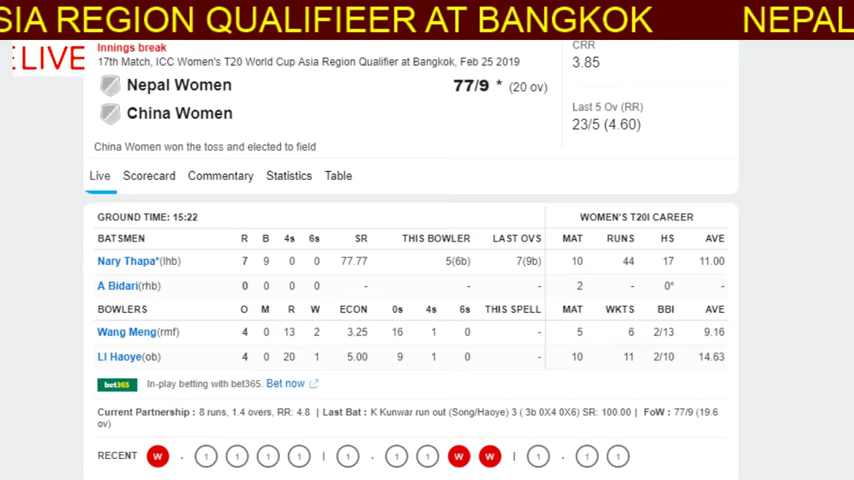 SIA REGION QUALIFIEER AT BANGKOK NEPAL
LIVE
Innings break
17th Match, ICC Women's T20 World Cup Asia Region Qualifier at Bangkok, Feb 25 2019
Nepal Women 77/9 * (20 ov)
China Women
China Women won the toss and elected to field
CRR
3.85
Last 5 Ov (RR)
23/5 (4.60)
Live Scorecard Commentary Statistics Table
GROUND TIME: 15:22 WOMEN'S T20I CAREER
BATSMEN R B 4s 6s SR THIS BOWLER LAST OVS MAT RUNS HS AVE
Nary Thapa*(lhb) 7 9 0 0 77.77 5(6b) 7(9b) 10 44 17 11.00
A Bidari(rhb) 0 0 0 0 - - - 2 - 0* -
BOWLERS O M R W ECON 0s 4s 6s THIS SPELL MAT WKTS BBI AVE
Wang Meng(rmf) 4 0 13 2 3.25 16 1 0 - 5 6 2/13 9.16
LI Haoye(ob) 4 0 20 1 5.00 9 1 0 - 10 11 2/10 14.63
bet365 In-play betting with bet365. Bet now
Current Partnership : 8 runs, 1.4 overs, RR: 4.8 | Last Bat : K Kunwar run out (Song/Haoye) 3 ( 3b 0X4 0X6) SR: 100.00 | FoW : 77/9 (19.6
ov)
RECENT W . 1 1 1 1 | 1 . 1 1 W W | 1 . 1 1